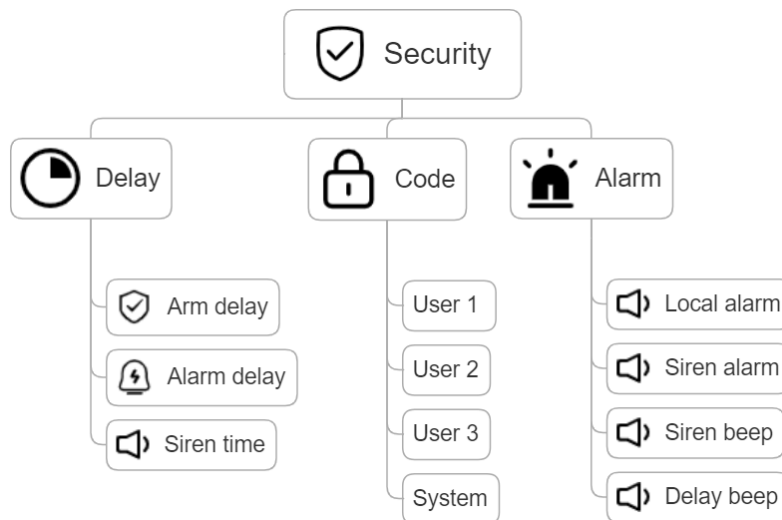 Security
Delay
Code
Alarm
Arm delay
Alarm delay
Siren time
User 1
User 2
User 3
System
Local alarm
Siren alarm
Siren beep
Delay beep